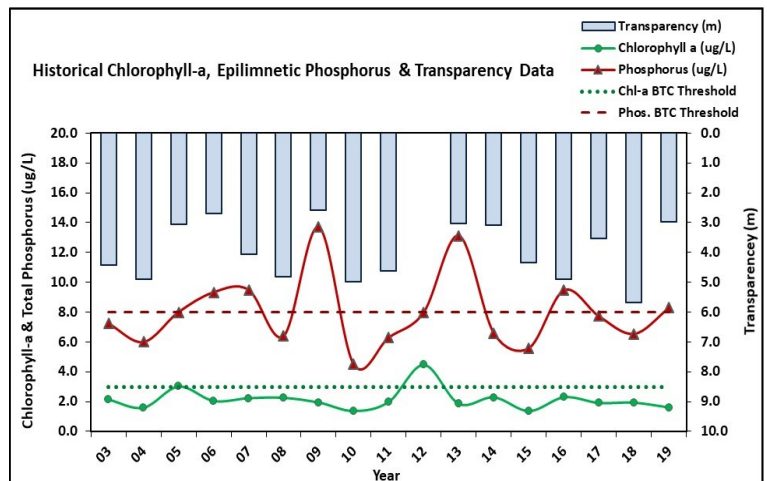 Historical Chlorophyll-a, Epilimnetic Phosphorus & Transparency Data
Transparency (m)
Chlorophyll a (ug/L)
Phosphorus (ug/L)
Chl-a BTC Threshold
Phos. BTC Threshold
Chlorophyll-a & Total Phosphorus (ug/L)
20.0
18.0
16.0
14.0
12.0
10.0
8.0
6.0
4.0
2.0
0.0
0.0
1.0
2.0
3.0
4.0
5.0
6.0
7.0
8.0
9.0
10.0
Transparencey (m)
03 04 05 06 07 08 09 10 11 12 13 14 15 16 17 18 19
Year